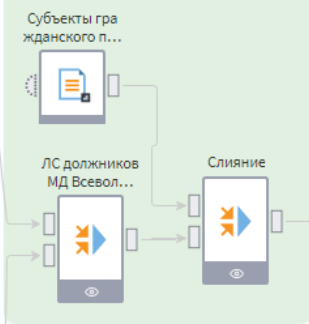 Субъекты гра
жданского п...
ЛС должников
МД Всевол...
Слияние